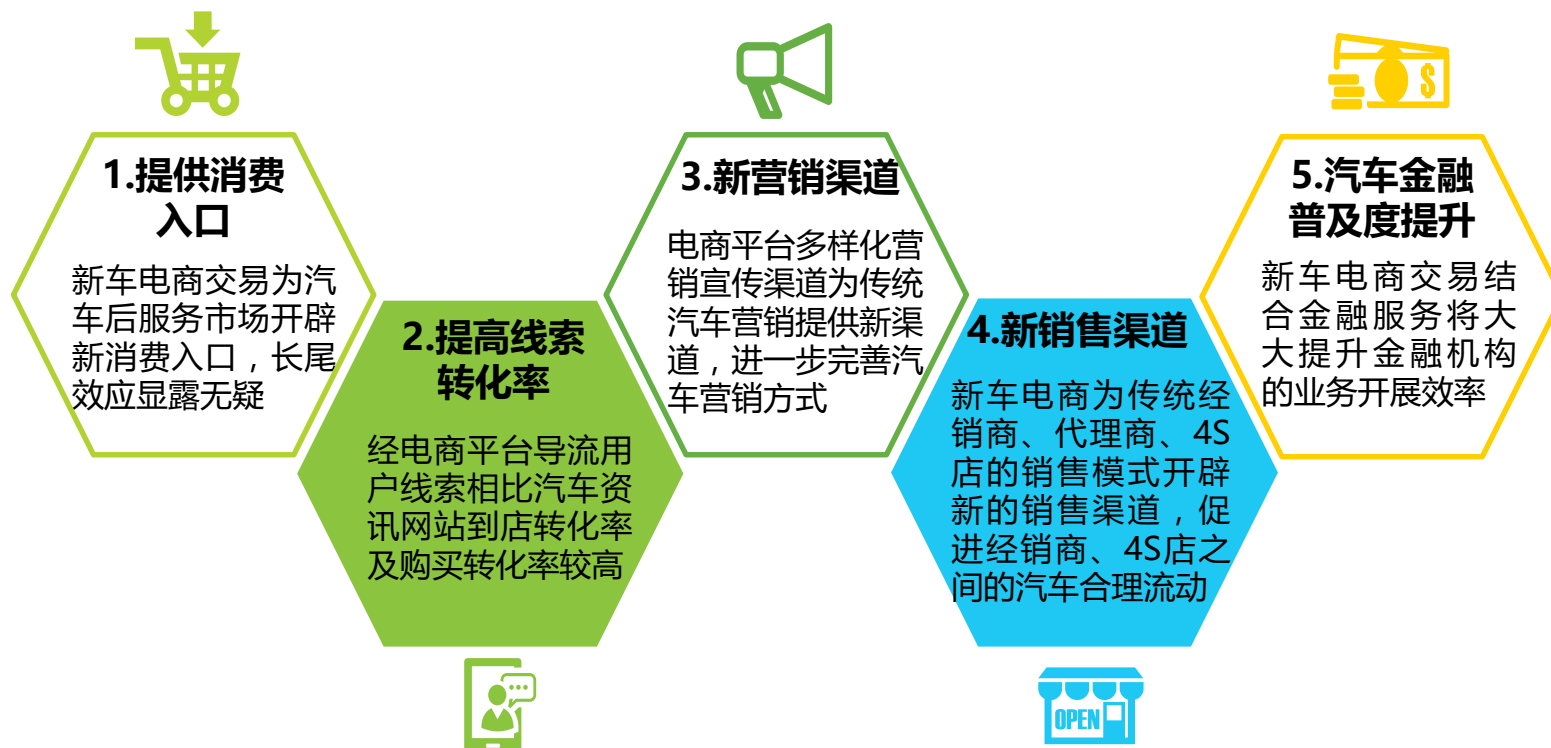 1.提供消费
入口
新车电商交易为汽
车后服务市场开辟
新消费入口，长尾
效应显露无疑
2.提高线索
转化率
经电商平台导流用
户线索相比汽车资
讯网站到店转化率
及购买转化率较高
3.新营销渠道
电商平台多样化营
销宣传渠道为传统
汽车营销提供新渠
道，进一步完善汽
车营销方式
4.新销售渠道
新车电商为传统经
销商、代理商、4S
店的销售模式开辟
新的销售渠道，促
进经销商、4S店之
间的汽车合理流动
OPEN
5.汽车金融
普及度提升
新车电商交易结
合金融服务将大
大提升金融机构
的业务开展效率
$